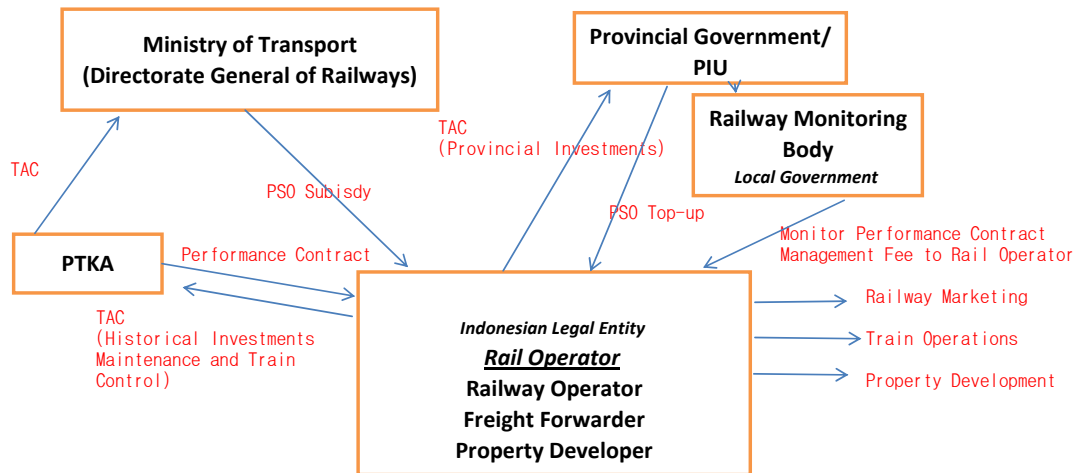 Ministry of Transport
(Directorate General of Railways)
Provincial Government/
PIU
Railway Monitoring
Body
Local Government
TAC
(Provincial Investments)
TAC
PSO Subisdy
PSO Top-up
PTKA
Performance Contract
Monitor Performance Contract
Management Fee to Rail Operator
TAC
(Historical Investments
Maintenance and Train
Control)
Indonesian Legal Entity
Rail Operator
Railway Operator
Freight Forwarder
Property Developer
Railway Marketing
Train Operations
Property Development